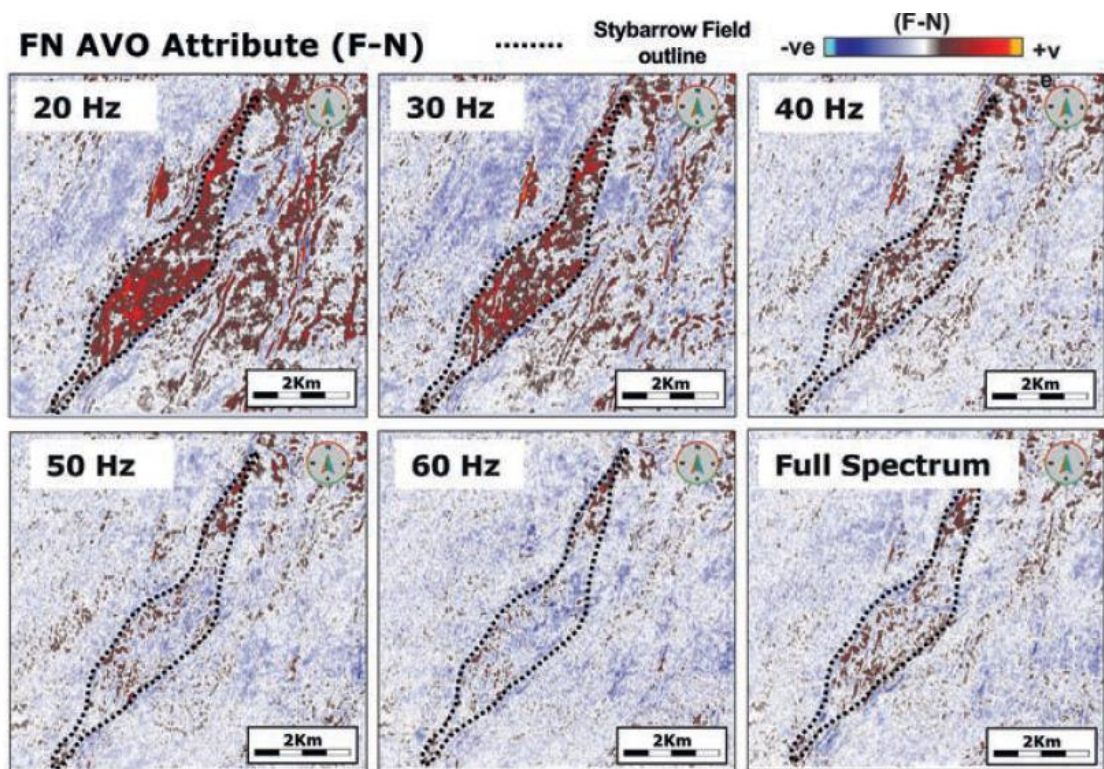 FN AVO Attribute (F-N)
Stybarrow Field
outline
(F-N)
-ve
+v
e
20 Hz
2Km
30 Hz
2Km
40 Hz
2Km
50 Hz
2Km
60 Hz
2Km
Full Spectrum
2Km